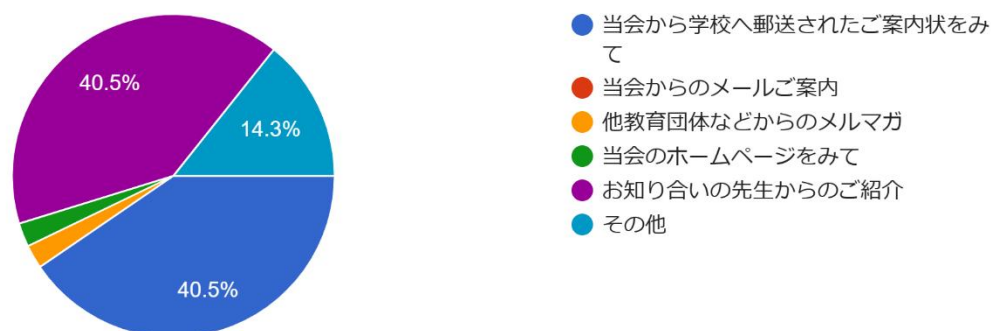 40.5%
14.3%
40.5%
当会から学校へ郵送されたご案内状をみ
て
当会からのメールご案内
他教育団体などからのメルマガ
当会のホームページをみて
お知り合いの先生からのご紹介
その他